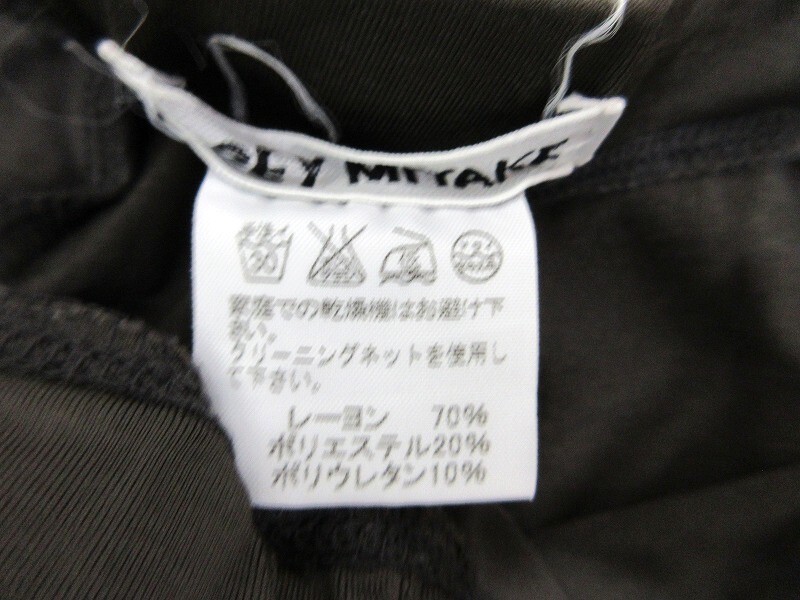 MIYAKE
30
家庭での乾燥機はお避け下
さい。
クリーニングネットを使用し
て下さい。
レーヨン 70%
ポリエステル20%
ポリウレタン10%